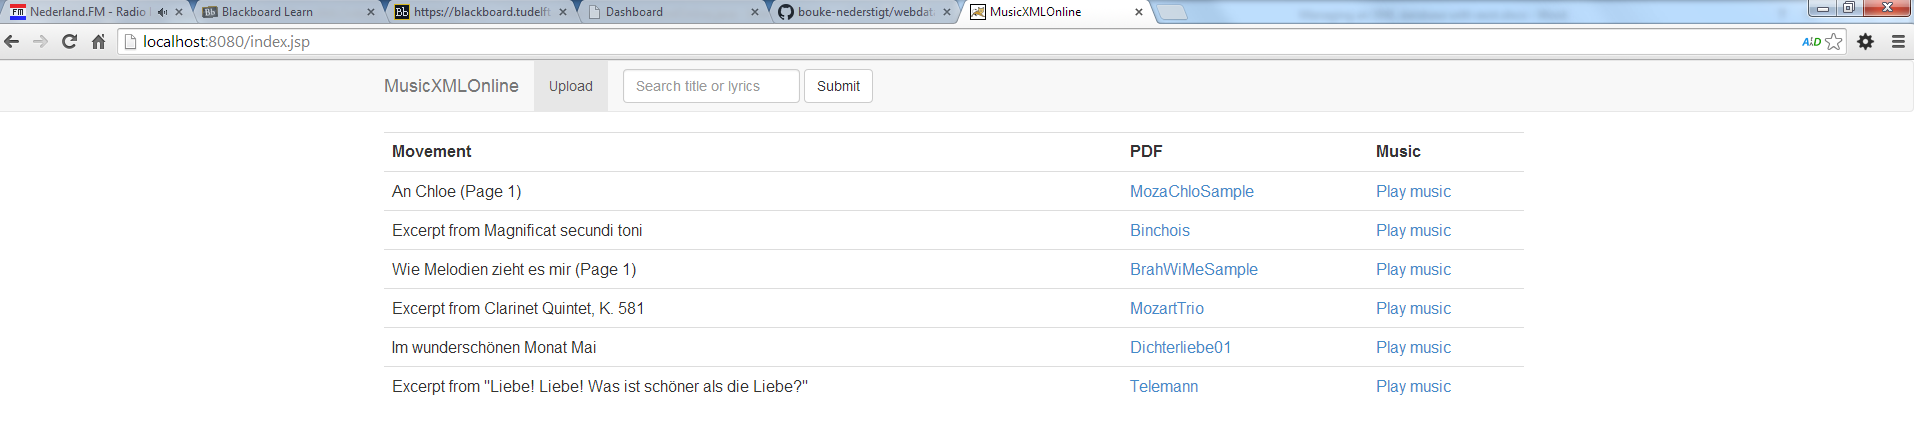 Nederland.FM - Radio
Blackboard Learn
https://blackboard.tudelft
Dashboard
bouke-nederstigt/webdat
MusicXMLOnline
localhost:8080/index.jsp
MusicXMLOnline Upload Search title or lyrics Submit
Movement PDF Music
An Chloe (Page 1) MozaChloSample Play music
Excerpt from Magnificat secundi toni Binchois Play music
Wie Melodien zieht es mir (Page 1) BrahWiMeSample Play music
Excerpt from Clarinet Quintet, K. 581 MozartTrio Play music
Im wunderschönen Monat Mai Dichterliebe01 Play music
Excerpt from "Liebe! Liebe! Was ist schöner als die Liebe?" Telemann Play music